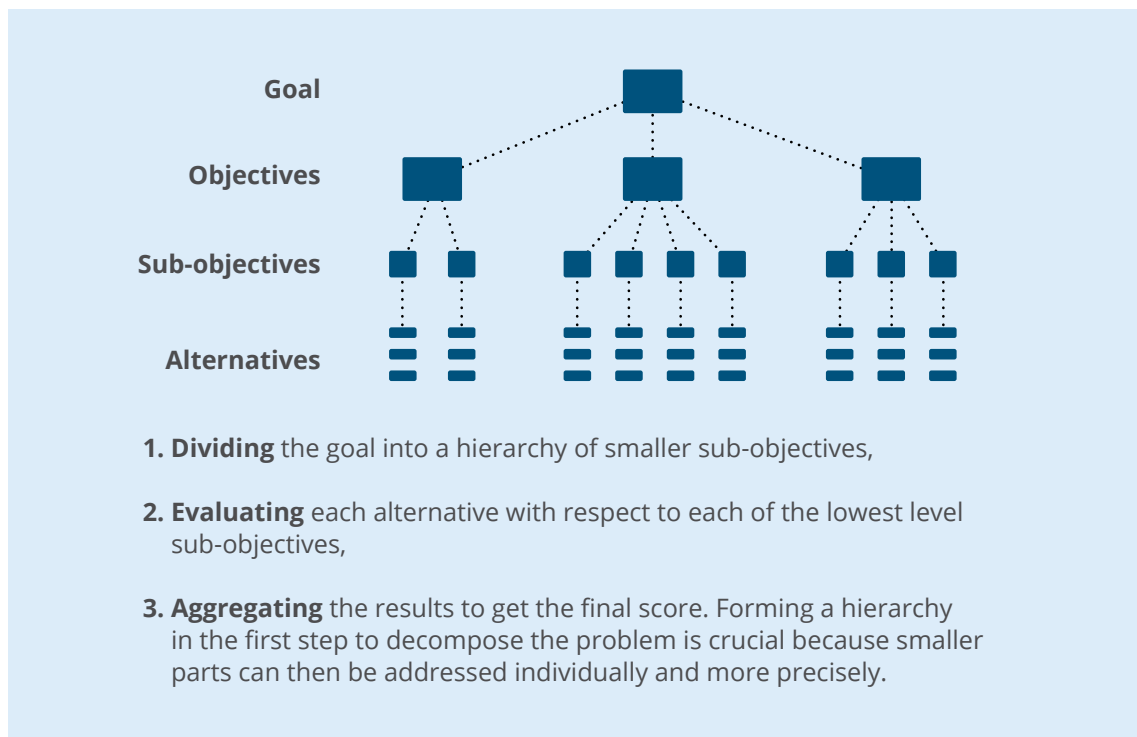 Goal
Objectives
Sub-objectives
Alternatives
1. Dividing the goal into a hierarchy of smaller sub-objectives,
2. Evaluating each alternative with respect to each of the lowest level
sub-objectives,
3. Aggregating the results to get the final score. Forming a hierarchy
in the first step to decompose the problem is crucial because smaller
parts can then be addressed individually and more precisely.